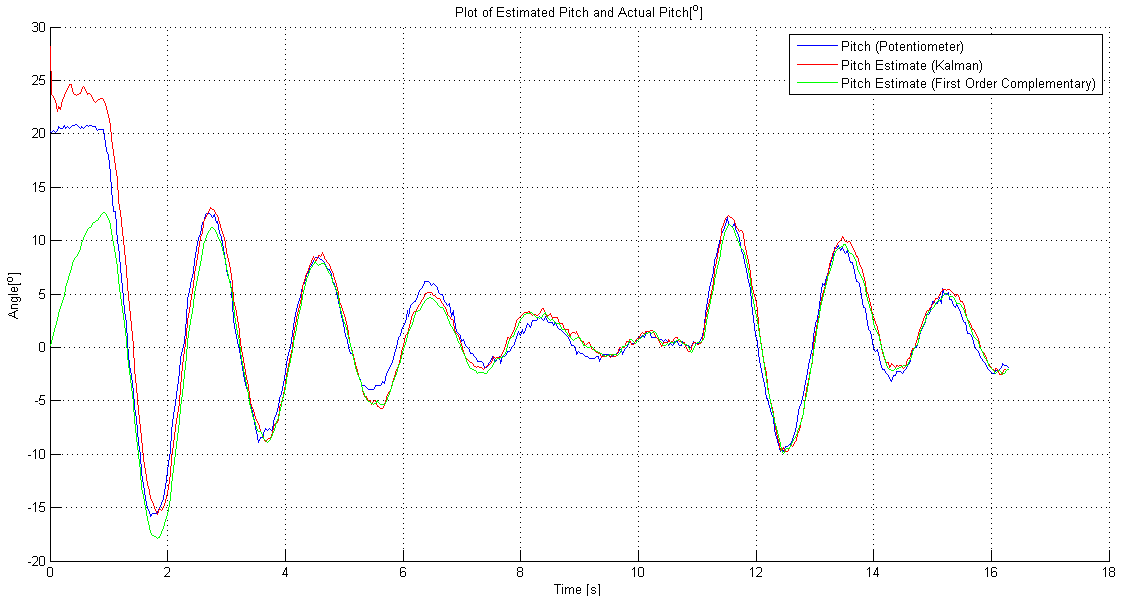 Plot of Estimated Pitch and Actual Pitch[o]
30
25
20
15
10
5
0
-5
-10
-15
-20
Angle[o]
Pitch (Potentiometer)
Pitch Estimate (Kalman)
Pitch Estimate (First Order Complementary)
0 2 4 6 8 10 12 14 16 18
Time [s]